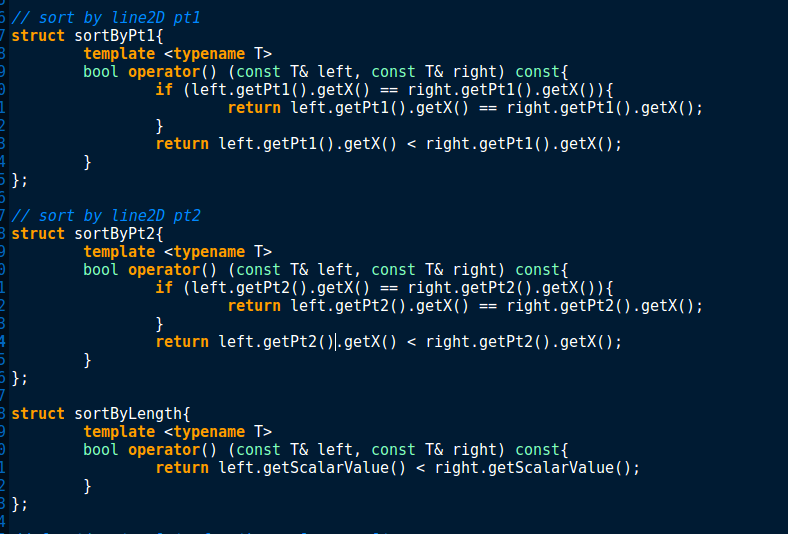 // sort by line2D pt1
struct sortByPt1{
template <typename T>
bool operator() (const T& left, const T& right) const{
if (left.getPt1().getX() == right.getPt1().getX()){
return left.getPt1().getX() == right.getPt1().getX();
}
return left.getPt1().getX() < right.getPt1().getX();
}
};
// sort by line2D pt2
struct sortByPt2{
template <typename T>
bool operator() (const T& left, const T& right) const{
if (left.getPt2().getX() == right.getPt2().getX()){
return left.getPt2().getX() == right.getPt2().getX();
}
return left.getPt2().getX() < right.getPt2().getX();
}
};
struct sortByLength{
template <typename T>
bool operator() (const T& left, const T& right) const{
return left.getScalarValue() < right.getScalarValue();
}
};